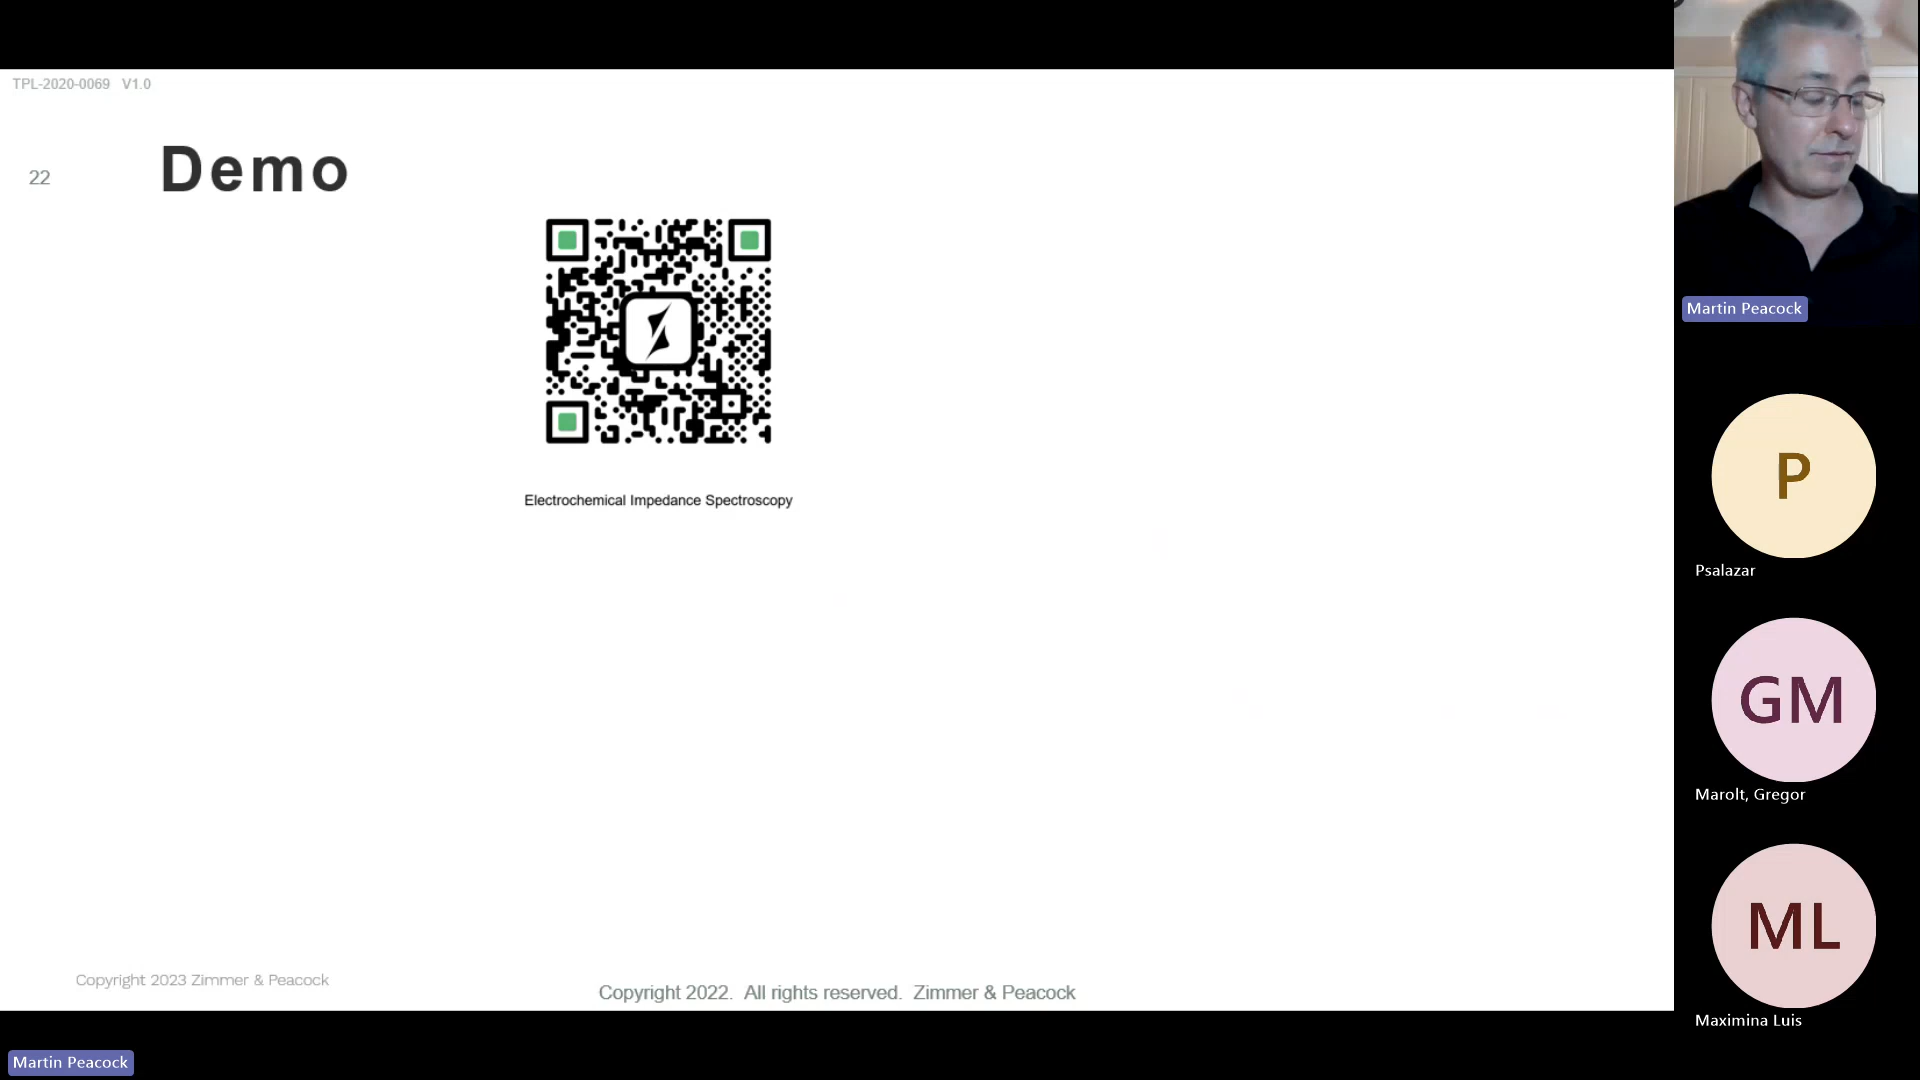 TPL-2020-0069 V1.0
22
Demo
Electrochemical Impedance Spectroscopy
Copyright 2023 Zimmer & Peacock
Copyright 2022. All rights reserved. Zimmer & Peacock
Martin Peacock
Martin Peacock
P
Psalazar
GM
Marolt, Gregor
ML
Maximina Luis